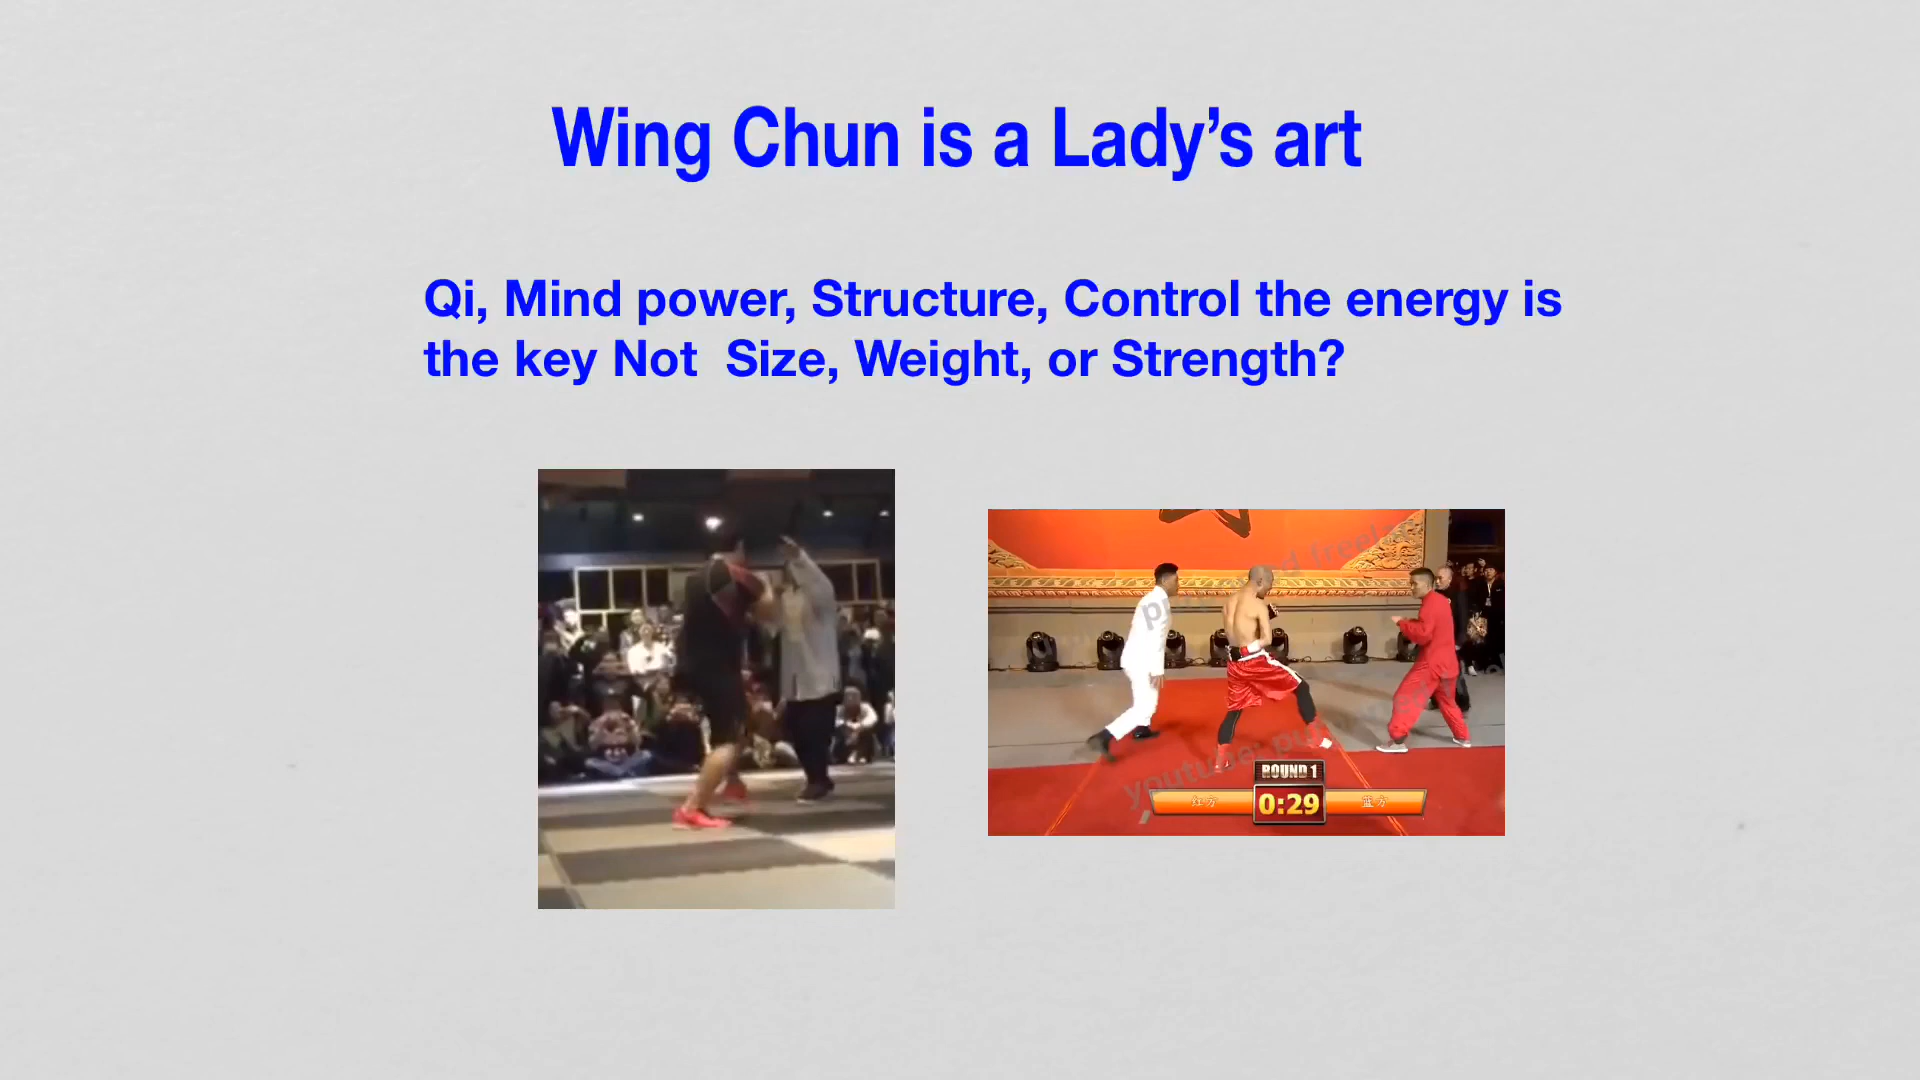 Wing Chun is a Lady’s art
Qi, Mind power, Structure, Control the energy is
the key Not  Size, Weight, or Strength?
ROUND 1
红方
0:29
蓝方
youtube: